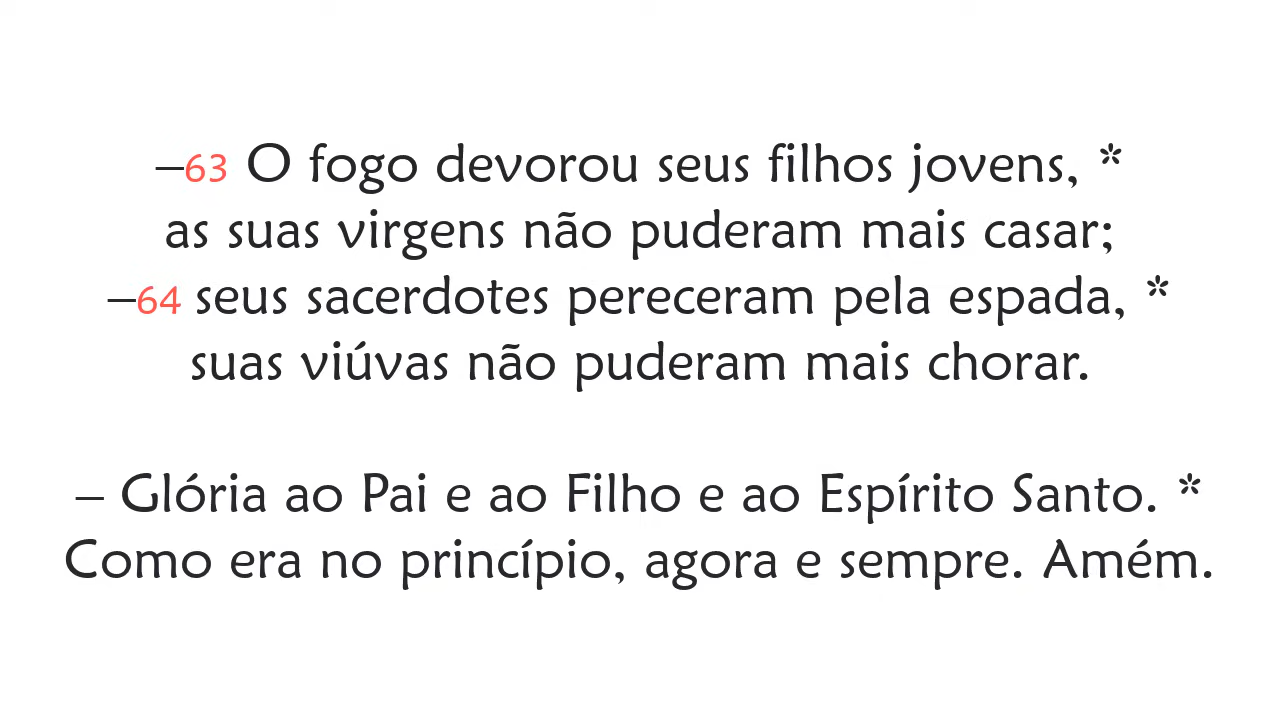 –63 O fogo devorou seus filhos jovens, *
as suas virgens não puderam mais casar;
–64 seus sacerdotes pereceram pela espada, *
suas viúvas não puderam mais chorar.
– Glória ao Pai e ao Filho e ao Espírito Santo. *
Como era no princípio, agora e sempre. Amém.